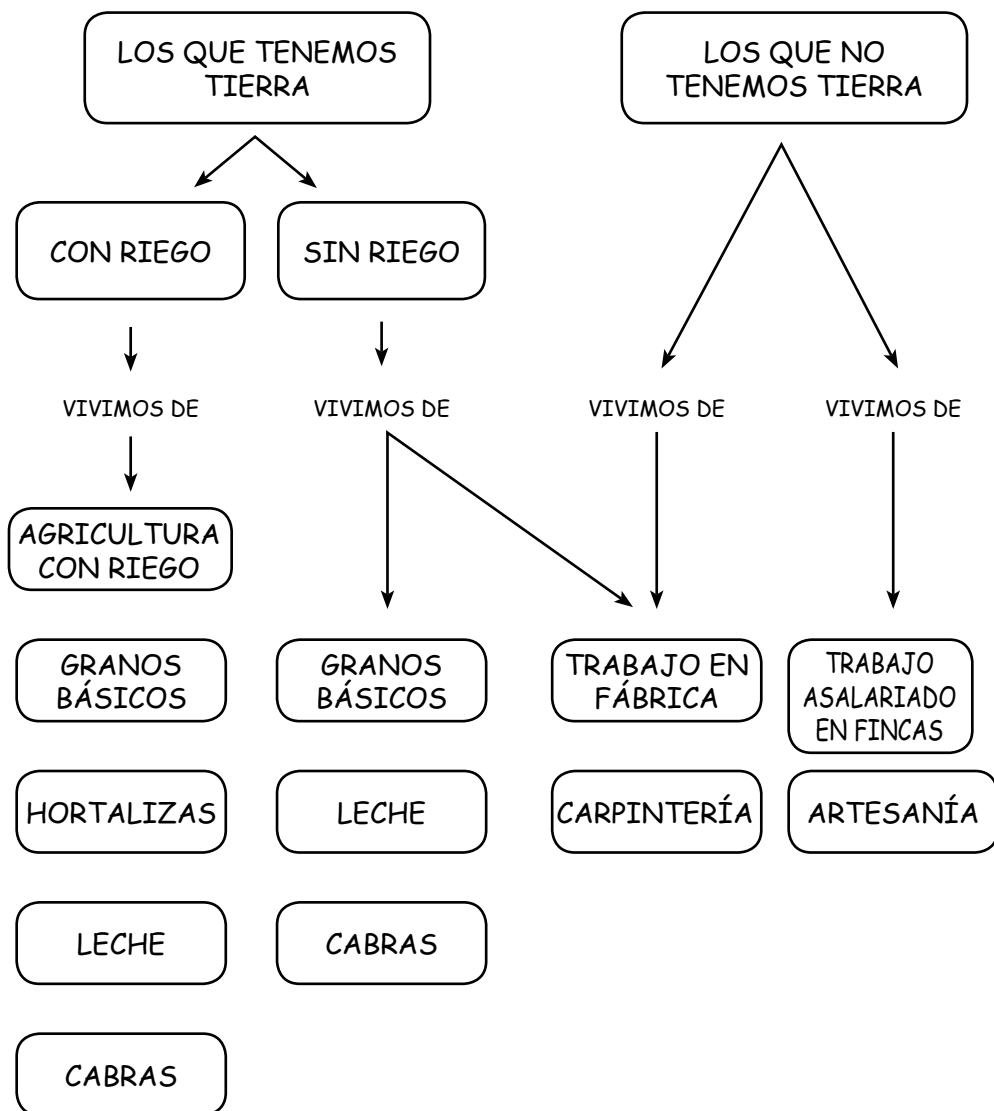 LOS QUE TENEMOS
TIERRA
LOS QUE NO
TENEMOS TIERRA
CON RIEGO
SIN RIEGO
VIVIMOS DE
VIVIMOS DE
VIVIMOS DE
VIVIMOS DE
AGRICULTURA
CON RIEGO
GRANOS
BÁSICOS
GRANOS
BÁSICOS
TRABAJO EN
FÁBRICA
TRABAJO
ASALARIADO
EN FINCAS
HORTALIZAS
LECHE
CARPINTERÍA
ARTESANÍA
LECHE
CABRAS
CABRAS